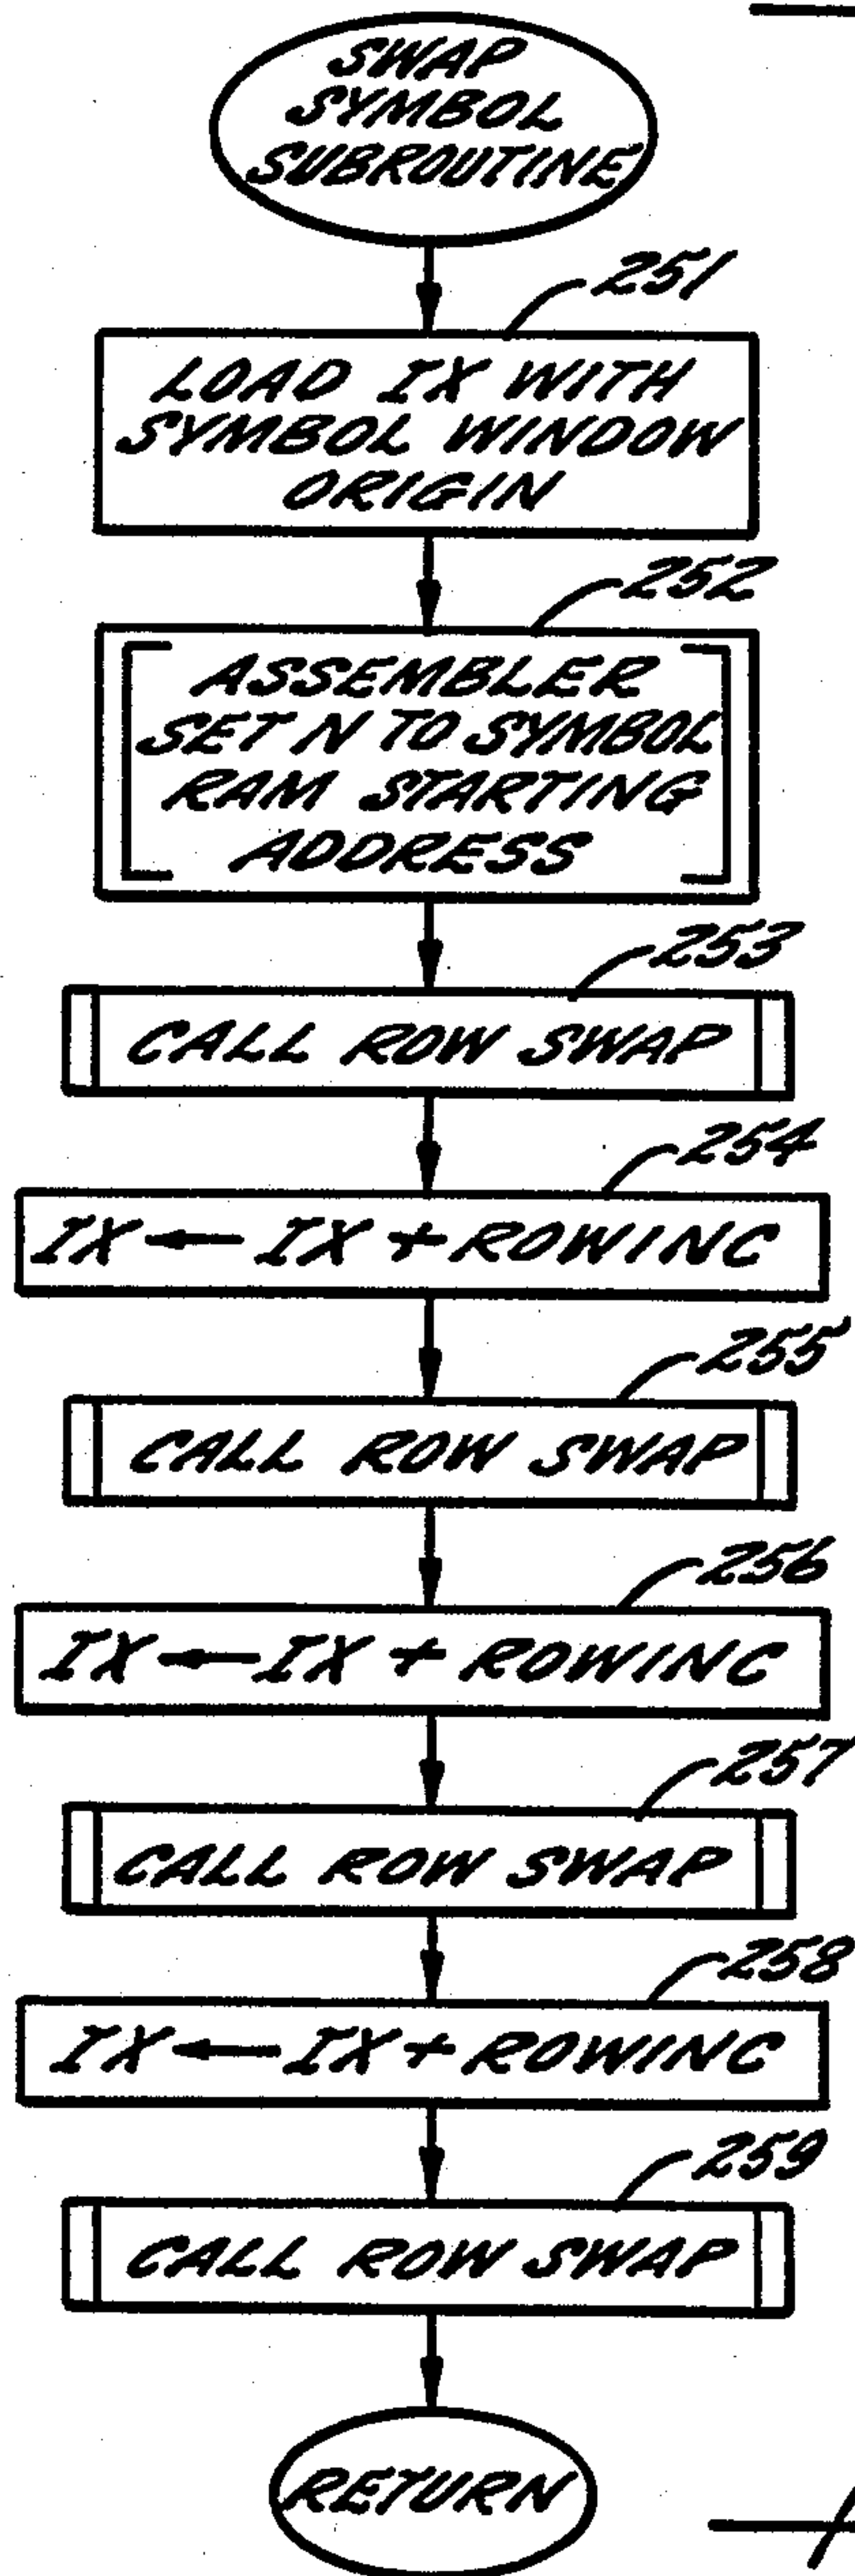 SWAP
SYMBOL
SUBROUTINE
251
LOAD IX WITH
SYMBOL WINDOW
ORIGIN
252
ASSEMBLER
SET N TO SYMBOL
RAM STARTING
ADDRESS
253
CALL ROW SWAP
254
IX ← IX + ROWINC
255
CALL ROW SWAP
256
IX ← IX + ROWINC
257
CALL ROW SWAP
258
IX ← IX + ROWINC
259
CALL ROW SWAP
RETURN